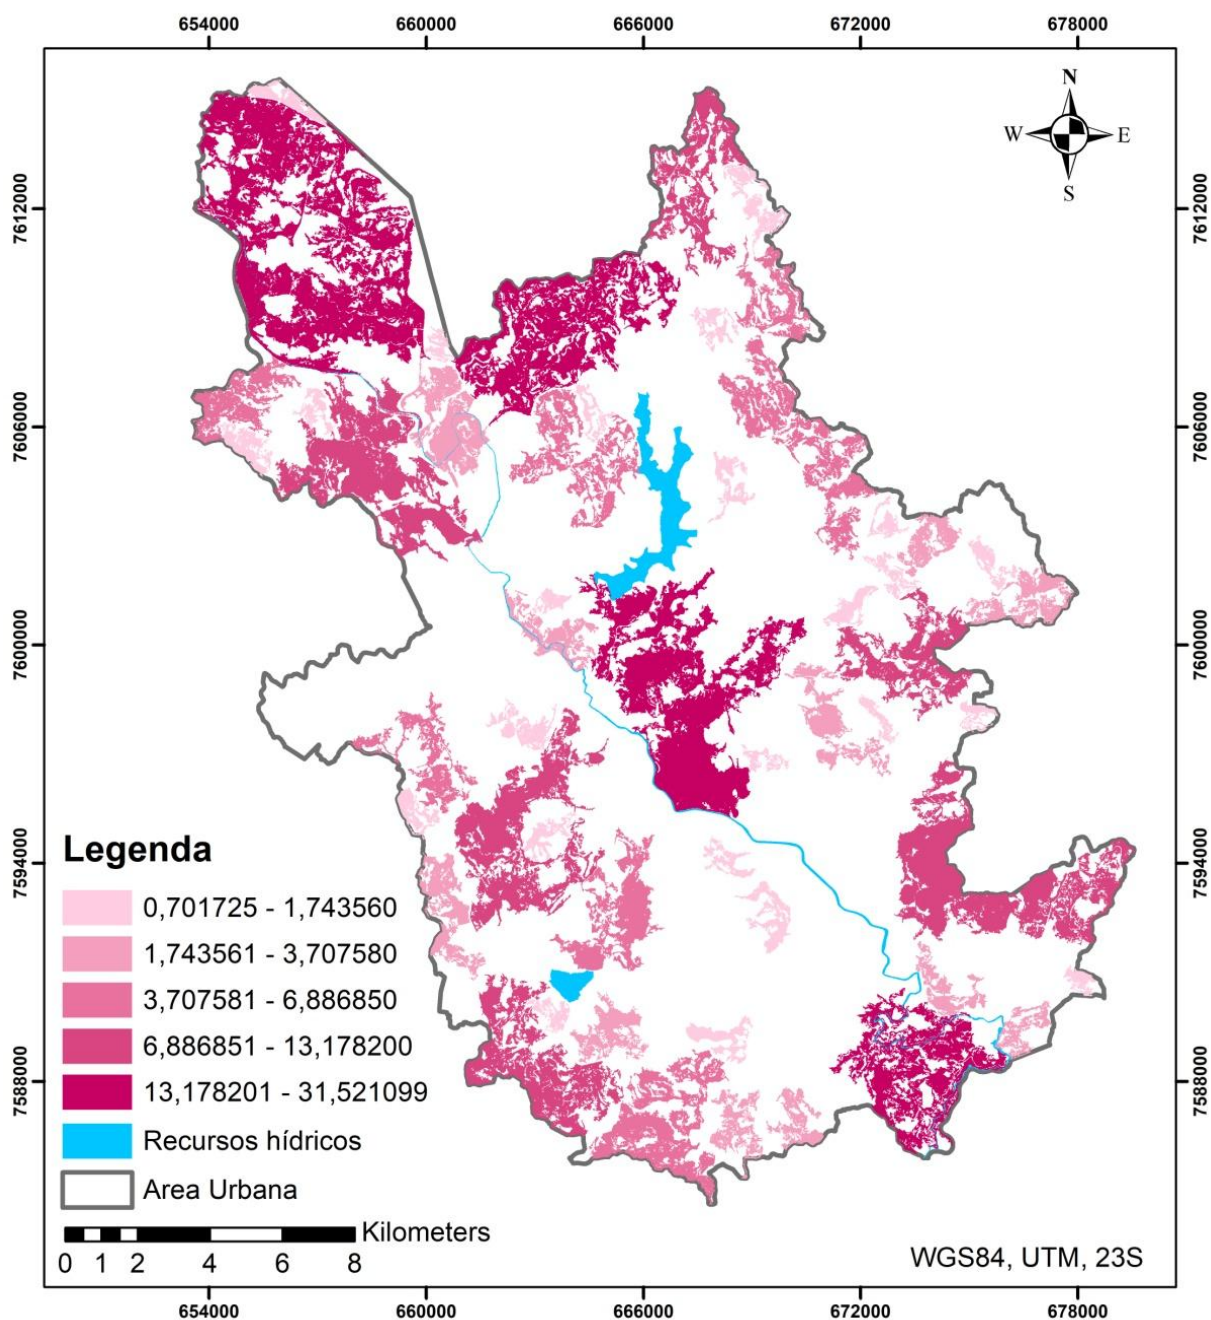 654000 660000 666000 672000 678000
N
W E
S
7612000 7612000
7606000 7606000
7600000 7600000
7594000 7594000
7588000 7588000
Legenda
0,701725 - 1,743560
1,743561 - 3,707580
3,707581 - 6,886850
6,886851 - 13,178200
13,178201 - 31,521099
Recursos hídricos
Area Urbana
Kilometers
0 1 2 4 6 8
WGS84, UTM, 23S
654000 660000 666000 672000 678000